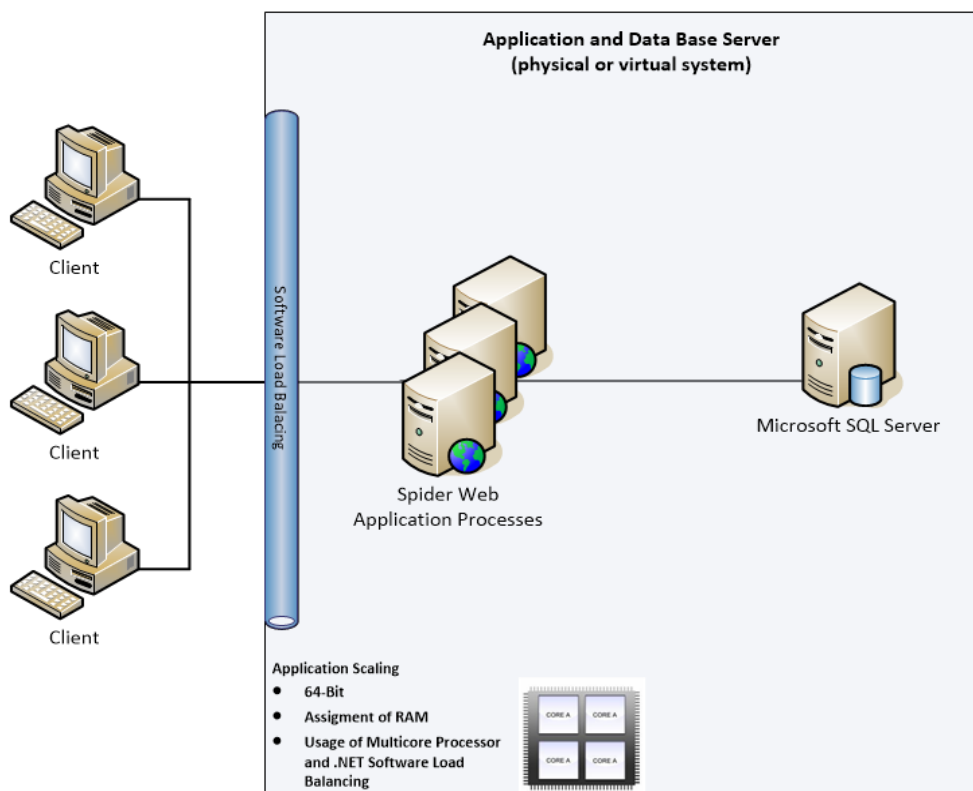 Application and Data Base Server
(physical or virtual system)
Client
Client
Client
Software Load Balacing
Spider Web
Application Processes
Microsoft SQL Server
Application Scaling
● 64-Bit
● Assigment of RAM
● Usage of Multicore Processor
and .NET Software Load
Balancing
CORE A CORE A
CORE A CORE A